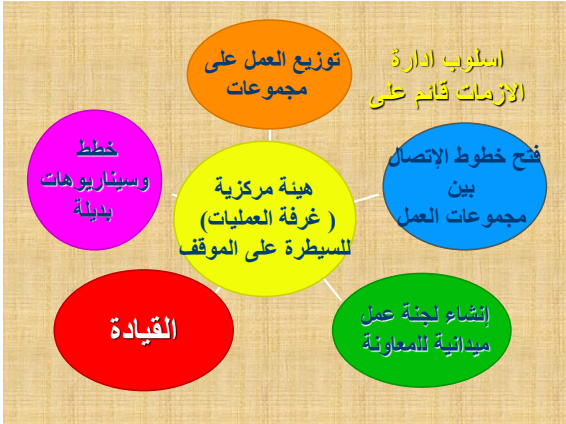 اسلوب ادارة
الازمات قائم على
توزيع العمل على
مجموعات
فتح خطوط الإتصال
بين
مجموعات العمل
هيئة مركزية
( غرفة العمليات)
للسيطرة على الموقف
خطط
وسيناريوهات
بديلة
إنشاء لجنة عمل
ميدانية للمعاونة
القيادة